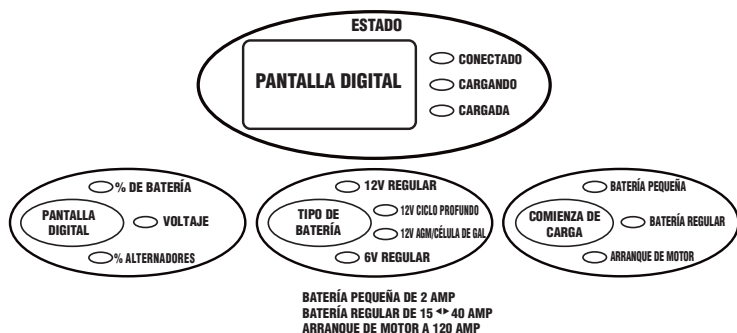 ESTADO
PANTALLA DIGITAL
CONECTADO
CARGANDO
CARGADA
% DE BATERÍA
PANTALLA
DIGITAL
VOLTAJE
% ALTERNADORES
12V REGULAR
TIPO DE
BATERÍA
12V CICLO PROFUNDO
12V AGM/CÉLULA DE GAL
6V REGULAR
BATERÍA PEQUEÑA
COMIENZA DE
CARGA
BATERÍA REGULAR
ARRANQUE DE MOTOR
BATERÍA PEQUEÑA DE 2 AMP
BATERÍA REGULAR DE 15 ◄► 40 AMP
ARRANQUE DE MOTOR A 120 AMP